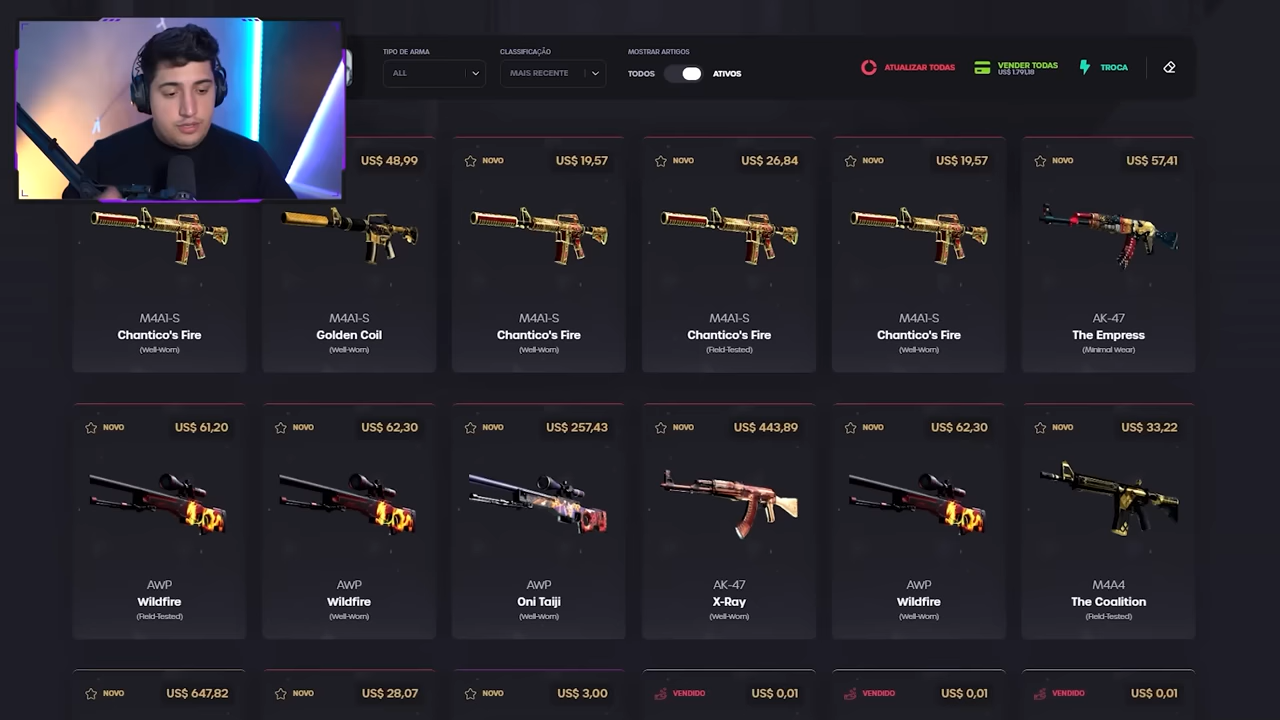 TIPO DE ARMA
CLASSIFICAÇÃO
MOSTRAR ARTIGOS
ALL
MAIS RECENTE
TODOS
ATIVOS
ATUALIZAR TODAS
VENDER TODAS
US$ 1.791,18
TROCA
US$ 48,99
NOVO
US$ 19,57
NOVO
US$ 26,84
NOVO
US$ 19,57
NOVO
US$ 57,41
M4A1-S
Chantico's Fire
(Well-Worn)
M4A1-S
Golden Coil
(Well-Worn)
M4A1-S
Chantico's Fire
(Well-Worn)
M4A1-S
Chantico's Fire
(Field-Tested)
M4A1-S
Chantico's Fire
(Well-Worn)
AK-47
The Empress
(Minimal Wear)
NOVO
US$ 61,20
NOVO
US$ 62,30
NOVO
US$ 257,43
NOVO
US$ 443,89
NOVO
US$ 62,30
NOVO
US$ 33,22
AWP
Wildfire
(Field-Tested)
AWP
Wildfire
(Well-Worn)
AWP
Oni Taiji
(Well-Worn)
AK-47
X-Ray
(Well-Worn)
AWP
Wildfire
(Well-Worn)
M4A4
The Coalition
(Field-Tested)
NOVO
US$ 647,82
NOVO
US$ 28,07
NOVO
US$ 3,00
VENDIDO
US$ 0,01
VENDIDO
US$ 0,01
VENDIDO
US$ 0,01